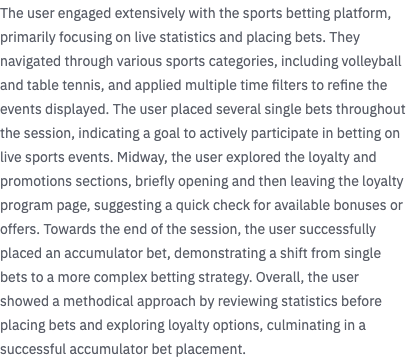 The user engaged extensively with the sports betting platform,
primarily focusing on live statistics and placing bets. They
navigated through various sports categories, including volleyball
and table tennis, and applied multiple time filters to refine the
events displayed. The user placed several single bets throughout
the session, indicating a goal to actively participate in betting on
live sports events. Midway, the user explored the loyalty and
promotions sections, briefly opening and then leaving the loyalty
program page, suggesting a quick check for available bonuses or
offers. Towards the end of the session, the user successfully
placed an accumulator bet, demonstrating a shift from single
bets to a more complex betting strategy. Overall, the user
showed a methodical approach by reviewing statistics before
placing bets and exploring loyalty options, culminating in a
successful accumulator bet placement.